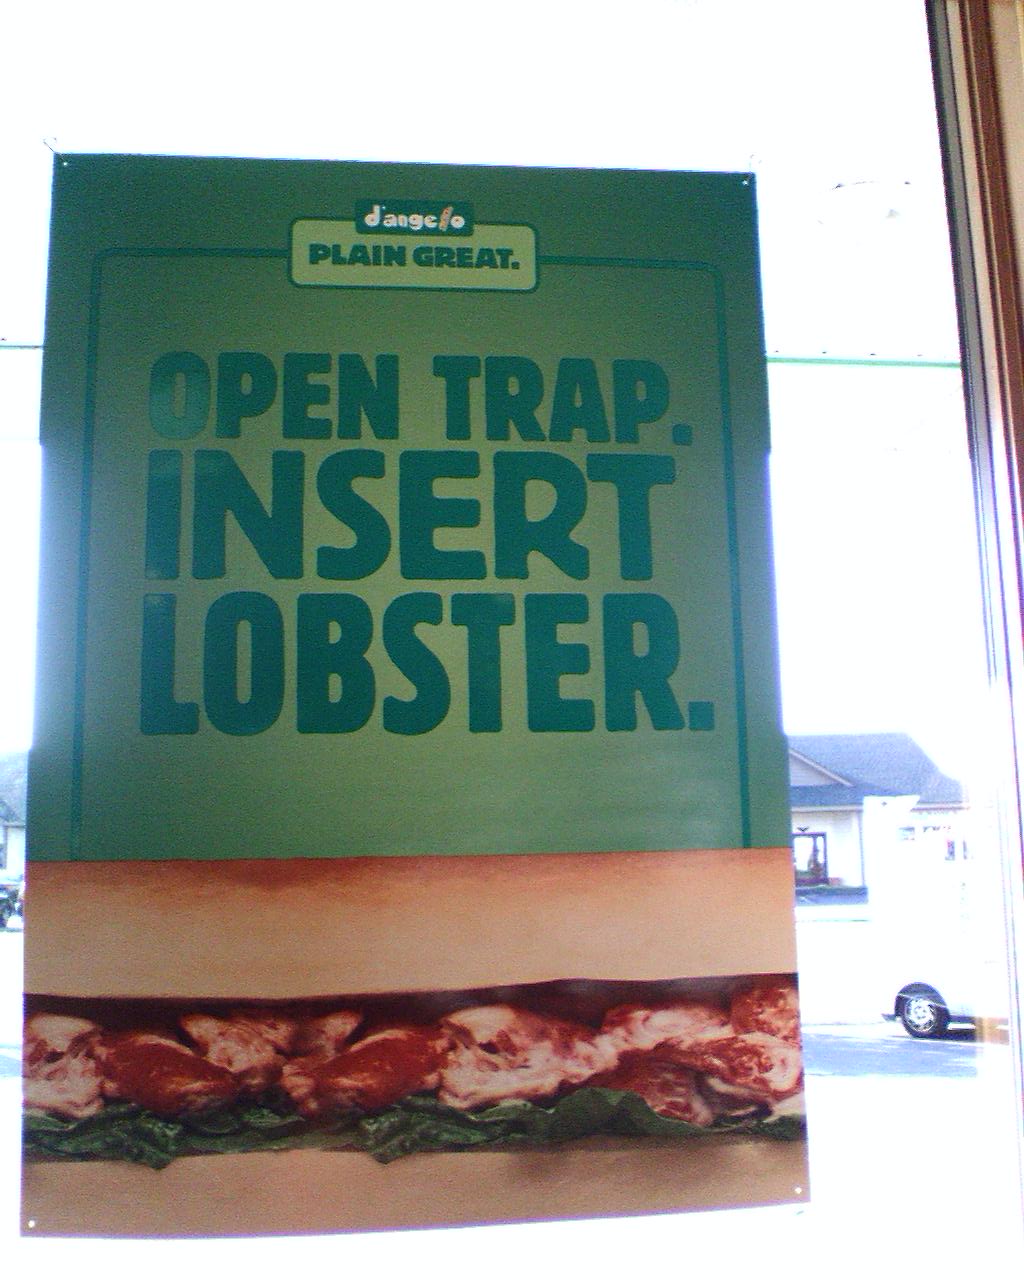 d'angelo
PLAIN GREAT.
OPEN TRAP.
INSERT
LOBSTER.